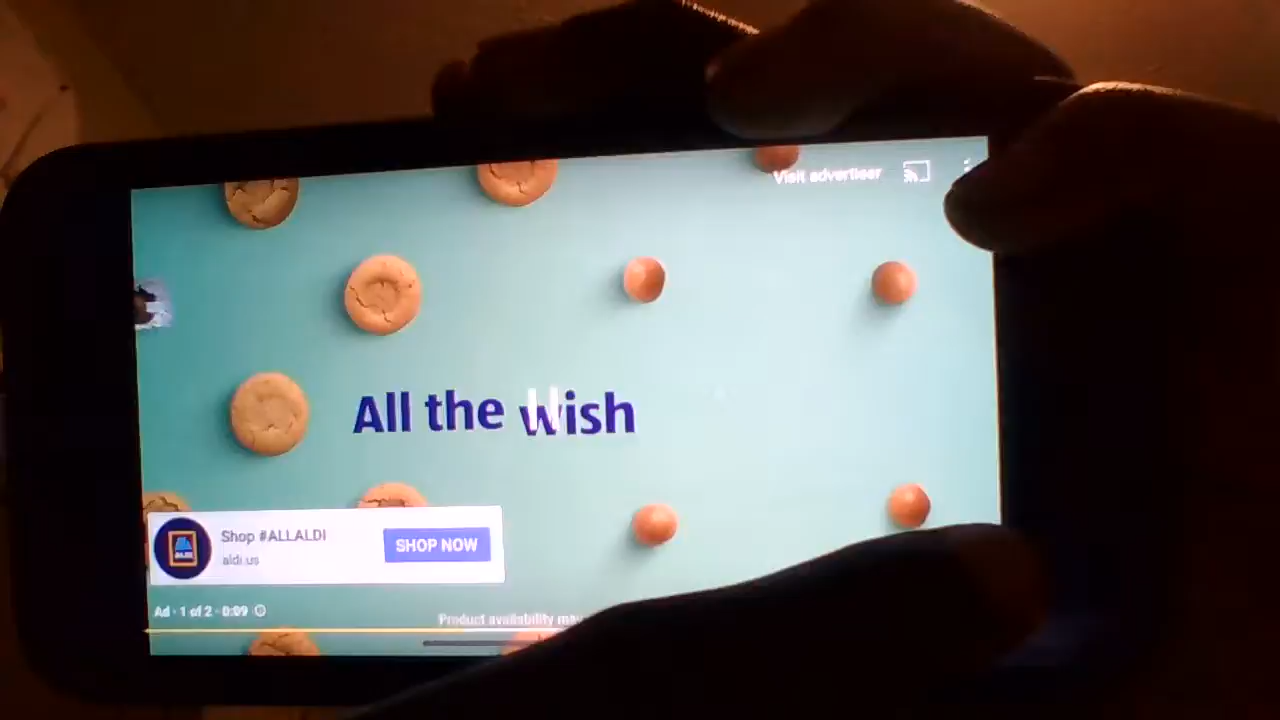 Visit advertiser
All the wish
Shop #ALLALDI
SHOP NOW
aldi.us
Ad · 1 of 2 · 0:09
Product availability may